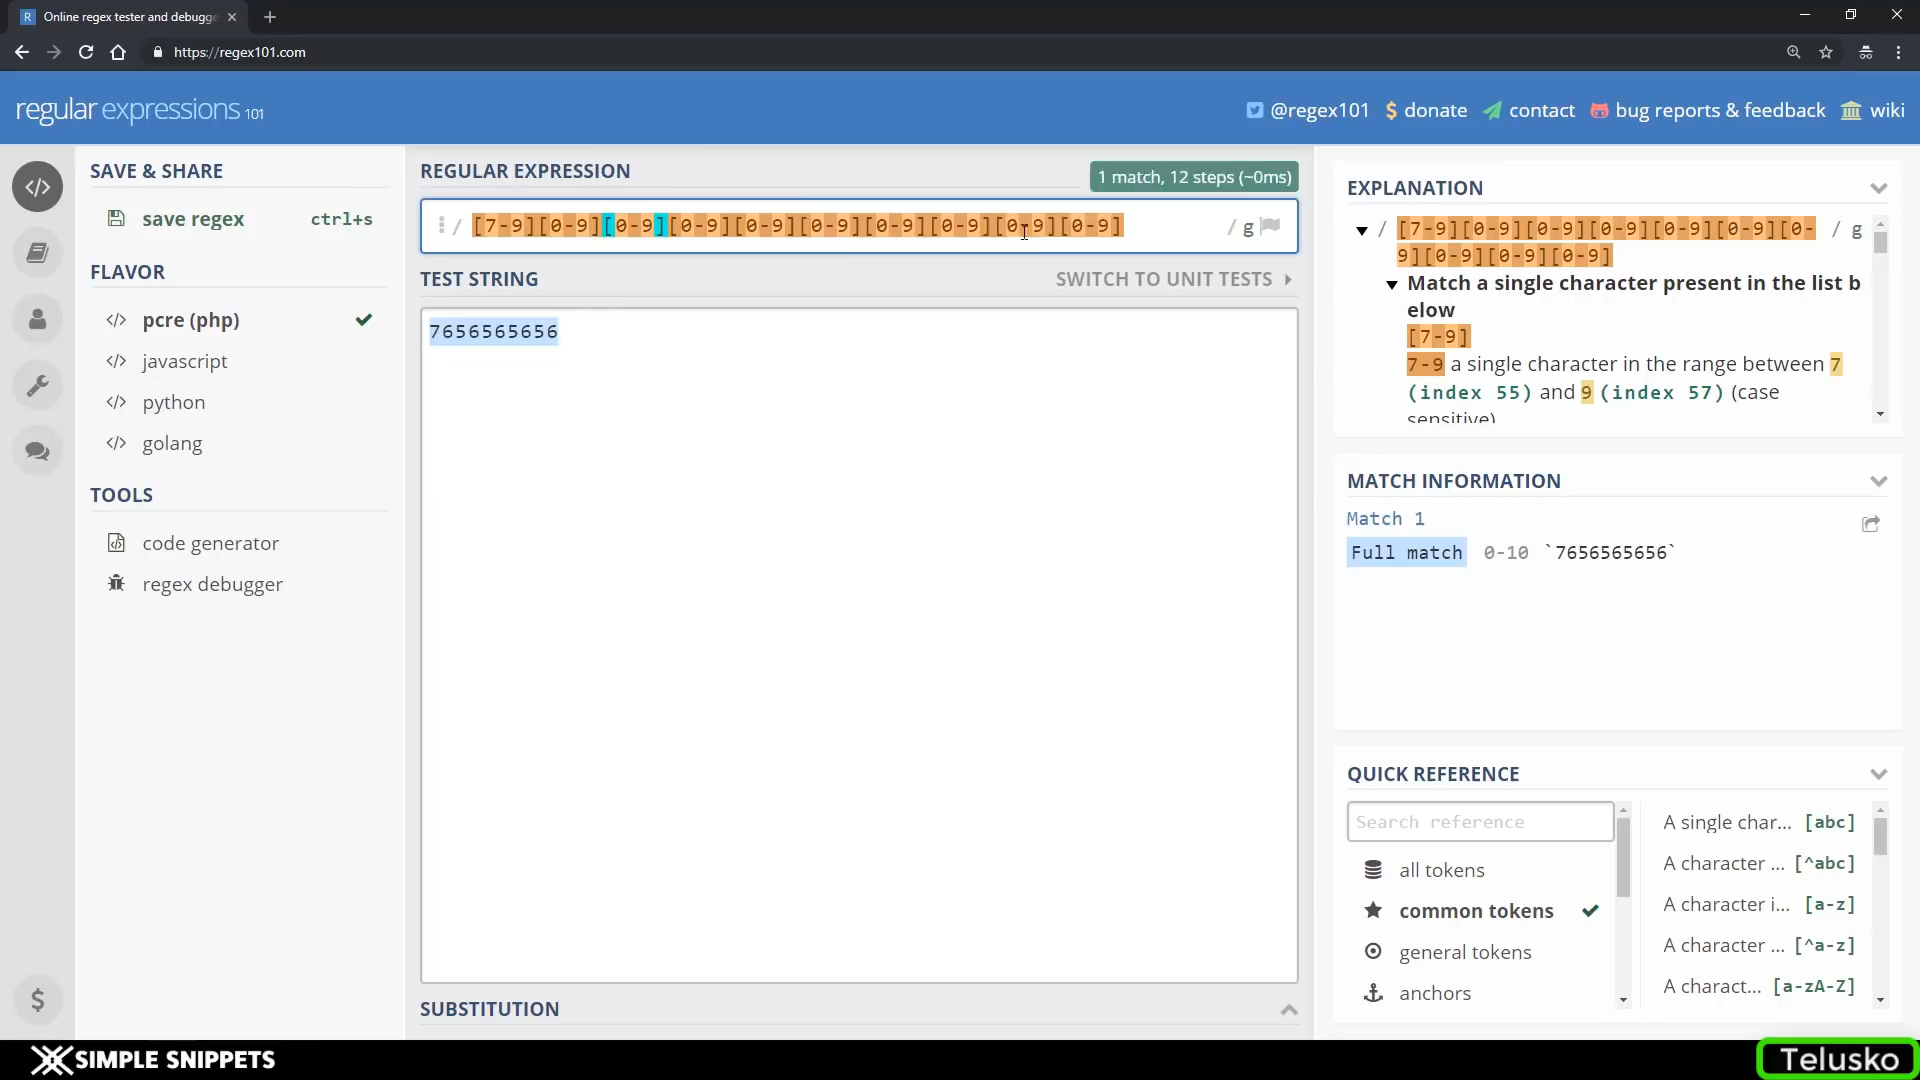 Online regex tester and debugge
https://regex101.com
regular expressions 101
@regex101
donate
contact
bug reports & feedback
wiki
SAVE & SHARE
save regex ctrl+s
FLAVOR
pcre (php)
javascript
python
golang
TOOLS
code generator
regex debugger
REGULAR EXPRESSION
1 match, 12 steps (~0ms)
/ [7-9][0-9][0-9][0-9][0-9][0-9][0-9][0-9][0-9][0-9] / g
TEST STRING
SWITCH TO UNIT TESTS
7656565656
SUBSTITUTION
EXPLANATION
/ [7-9][0-9][0-9][0-9][0-9][0-9][0- / g
9][0-9][0-9][0-9]
Match a single character present in the list b
elow
[7-9]
7-9 a single character in the range between 7
(index 55) and 9 (index 57) (case
sensitive)
MATCH INFORMATION
Match 1
Full match 0-10 `7656565656`
QUICK REFERENCE
Search reference
all tokens
common tokens
general tokens
anchors
A single char... [abc]
A character ... [^abc]
A character i... [a-z]
A character ... [^a-z]
A charact... [a-zA-Z]
SIMPLE SNIPPETS
Telusko